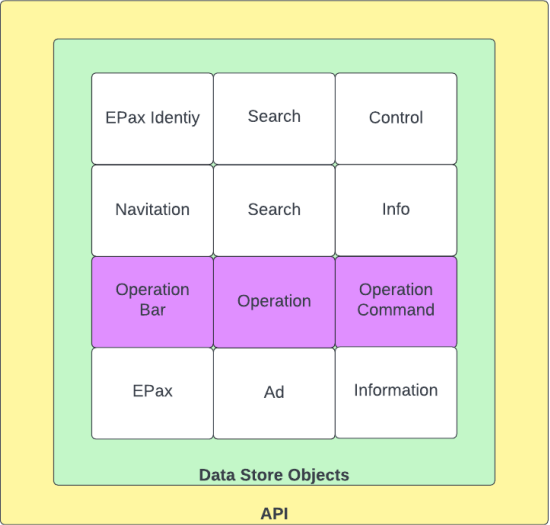 EPax Identiy
Search
Control
Navitation
Search
Info
Operation
Bar
Operation
Operation
Command
EPax
Ad
Information
Data Store Objects
API